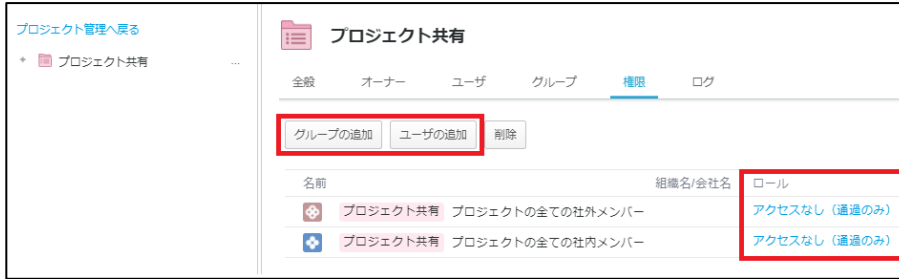 プロジェクト管理へ戻る
プロジェクト共有 ...
プロジェクト共有
全般 オーナー ユーザ グループ 権限 ログ
グループの追加 ユーザの追加 削除
名前 組織名/会社名 ロール
プロジェクト共有 プロジェクトの全ての社外メンバー アクセスなし（通過のみ）
プロジェクト共有 プロジェクトの全ての社内メンバー アクセスなし（通過のみ）